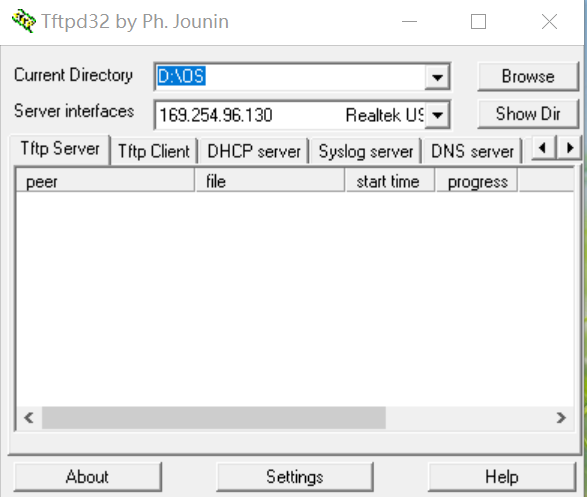 Tftpd32 by Ph. Jounin
Current Directory D:\OS Browse
Server interfaces 169.254.96.130 Realtek US Show Dir
Tftp Server Tftp Client DHCP server Syslog server DNS server
peer file start time progress
About Settings Help